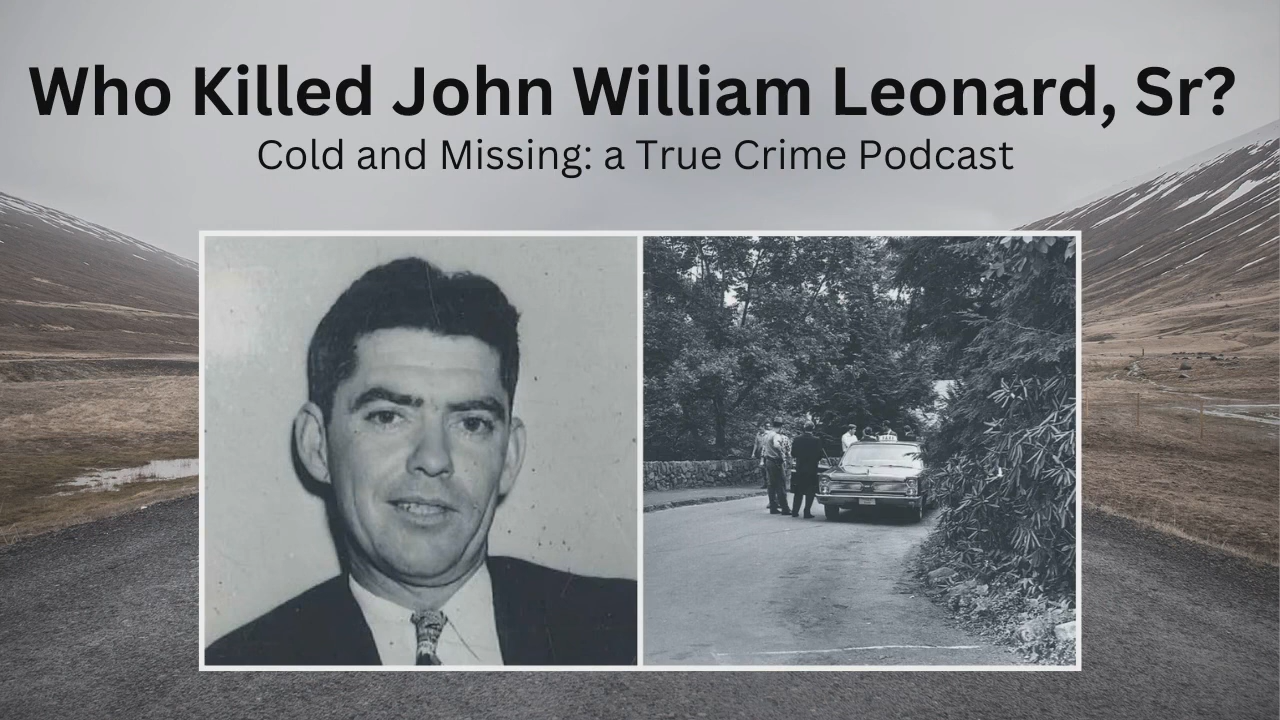 Who Killed John William Leonard, Sr?
Cold and Missing: a True Crime Podcast